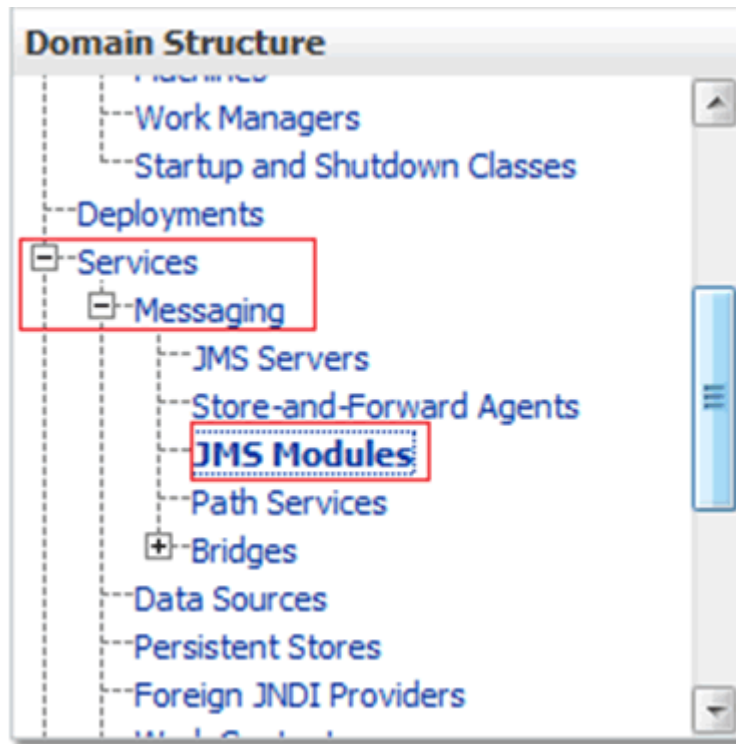 Domain Structure
Machines
Work Managers
Startup and Shutdown Classes
Deployments
Services
Messaging
JMS Servers
Store-and-Forward Agents
JMS Modules
Path Services
Bridges
Data Sources
Persistent Stores
Foreign JNDI Providers